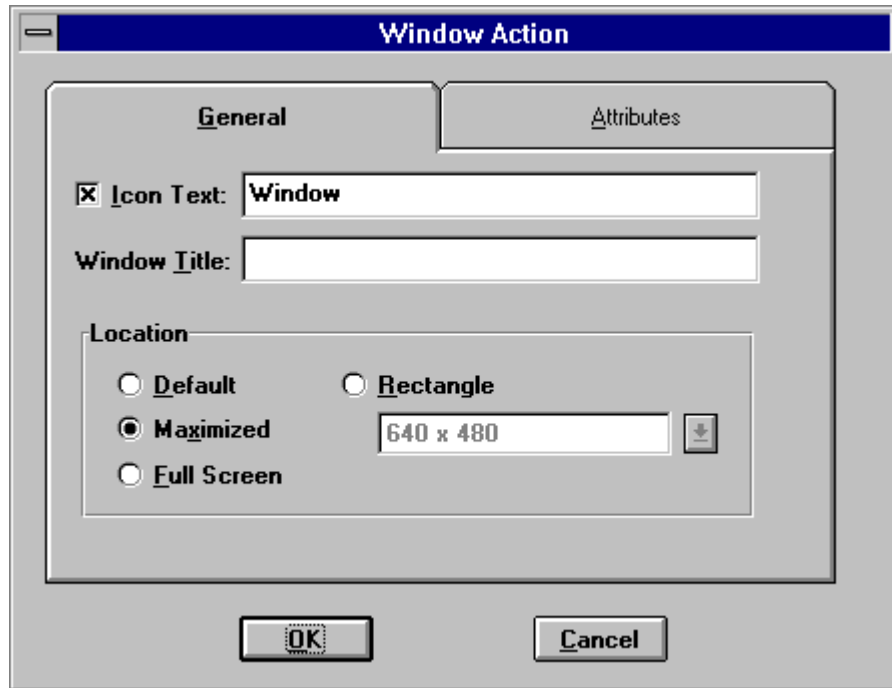 Window Action
General Attributes
Icon Text: Window
Window Title:
Location
Default Rectangle
Maximized 640 x 480
Full Screen
OK Cancel